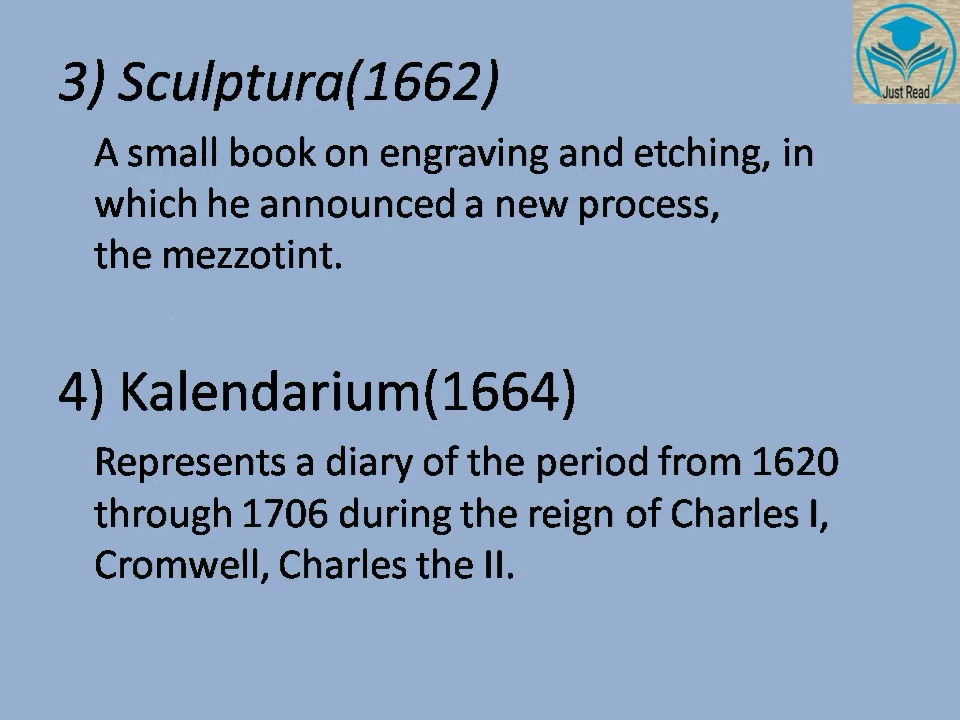 3) Sculptura(1662)
Just Read
A small book on engraving and etching, in
which he announced a new process,
the mezzotint.
4) Kalendarium(1664)
Represents a diary of the period from 1620
through 1706 during the reign of Charles I,
Cromwell, Charles the II.